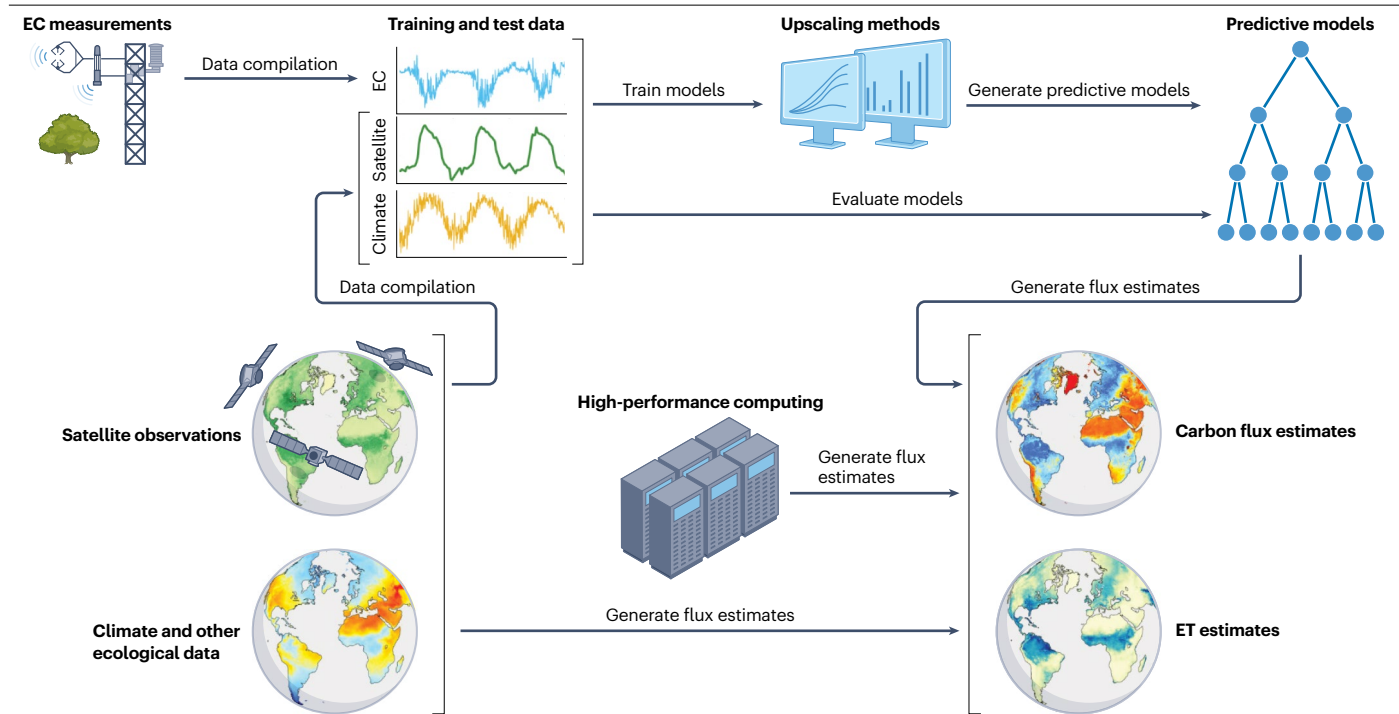 EC measurements
Training and test data
Upscaling methods
Predictive models
Data compilation
EC
Train models
Generate predictive models
Satellite
Evaluate models
Climate
Data compilation
Generate flux estimates
High-performance computing
Satellite observations
Carbon flux estimates
Generate flux
estimates
Generate flux estimates
Climate and other
ecological data
ET estimates